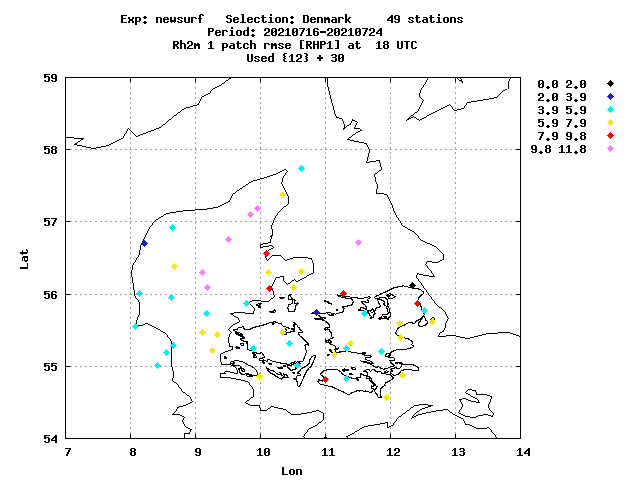 Exp: newsurf   Selection: Denmark     49 stations
Period: 20210716-20210724
Rh2m 1 patch rmse [RHP1] at  18 UTC
Used {12} + 30
0.0 2.0
2.0 3.9
3.9 5.9
5.9 7.9
7.9 9.8
9.8 11.8
59
58
57
56
55
54
Lat
7 8 9 10 11 12 13 14
Lon